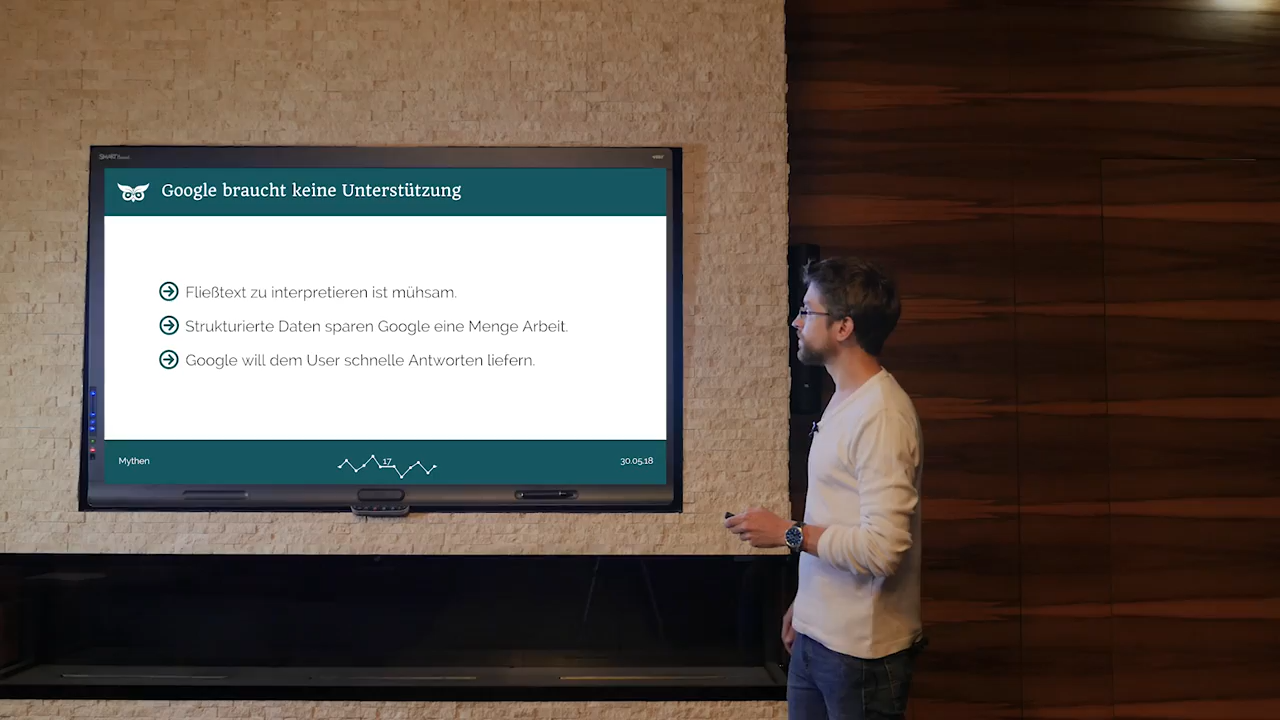 SMART
Google braucht keine Unterstützung
Fließtext zu interpretieren ist mühsam.
Strukturierte Daten sparen Google eine Menge Arbeit.
Google will dem User schnelle Antworten liefern.
Mythen
17
30.05.18